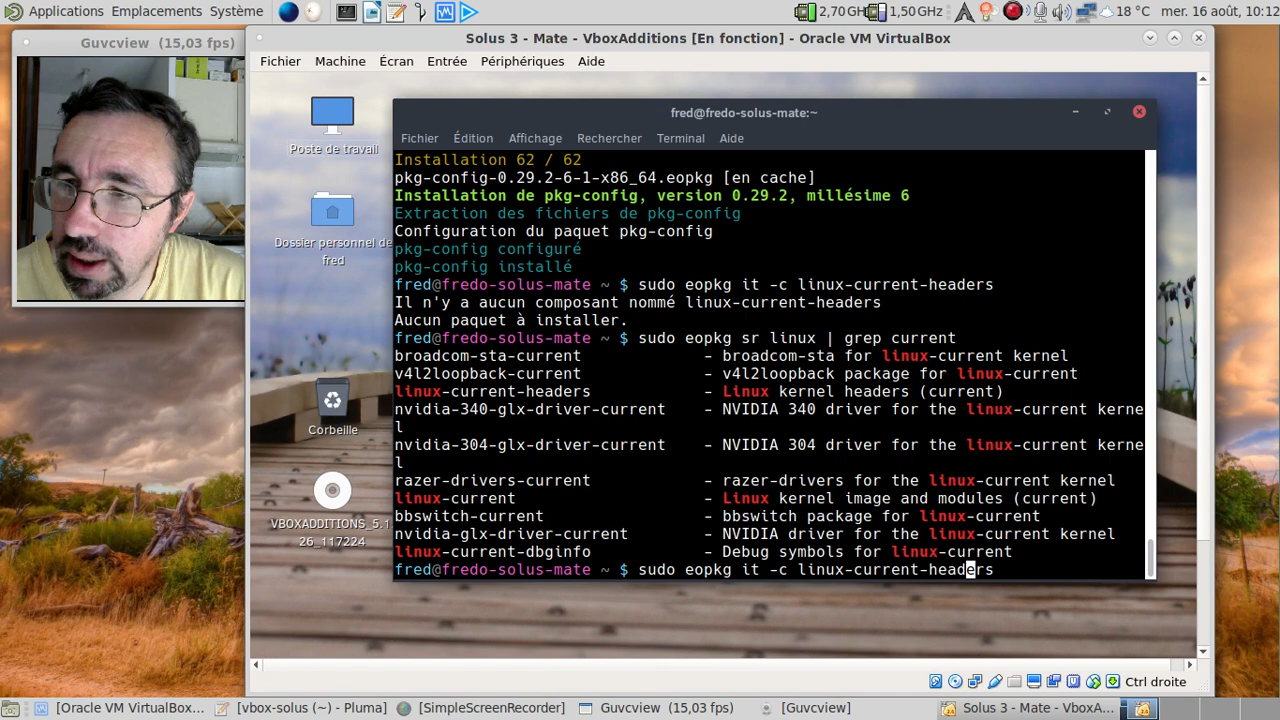 Applications Emplacements Système
2,70 GH 1,50 GHz 18 °C mer. 16 août, 10:12
Guvcview (15,03 fps)
Solus 3 - Mate - VboxAdditions [En fonction] - Oracle VM VirtualBox
Fichier Machine Écran Entrée Périphériques Aide
Poste de travail
Dossier personnel de
fred
Corbeille
VBOXADDITIONS_5.1
26_117224
fred@fredo-solus-mate:~
Fichier Édition Affichage Rechercher Terminal Aide
Installation 62 / 62
pkg-config-0.29.2-6-1-x86_64.eopkg [en cache]
Installation de pkg-config, version 0.29.2, millésime 6
Extraction des fichiers de pkg-config
Configuration du paquet pkg-config
pkg-config configuré
pkg-config installé
fred@fredo-solus-mate ~ $ sudo eopkg it -c linux-current-headers
Il n'y a aucun composant nommé linux-current-headers
Aucun paquet à installer.
fred@fredo-solus-mate ~ $ sudo eopkg sr linux | grep current
broadcom-sta-current - broadcom-sta for linux-current kernel
v4l2loopback-current - v4l2loopback package for linux-current
linux-current-headers - Linux kernel headers (current)
nvidia-340-glx-driver-current - NVIDIA 340 driver for the linux-current kerne
l
nvidia-304-glx-driver-current - NVIDIA 304 driver for the linux-current kerne
l
razer-drivers-current - razer-drivers for the linux-current kernel
linux-current - Linux kernel image and modules (current)
bbswitch-current - bbswitch package for linux-current
nvidia-glx-driver-current - NVIDIA driver for the linux-current kernel
linux-current-dbginfo - Debug symbols for linux-current
fred@fredo-solus-mate ~ $ sudo eopkg it -c linux-current-headers
Ctrl droite
[Oracle VM VirtualBox... [vbox-solus (~) - Pluma] [SimpleScreenRecorder] Guvcview (15,03 fps) [Guvcview] Solus 3 - Mate - VboxA...